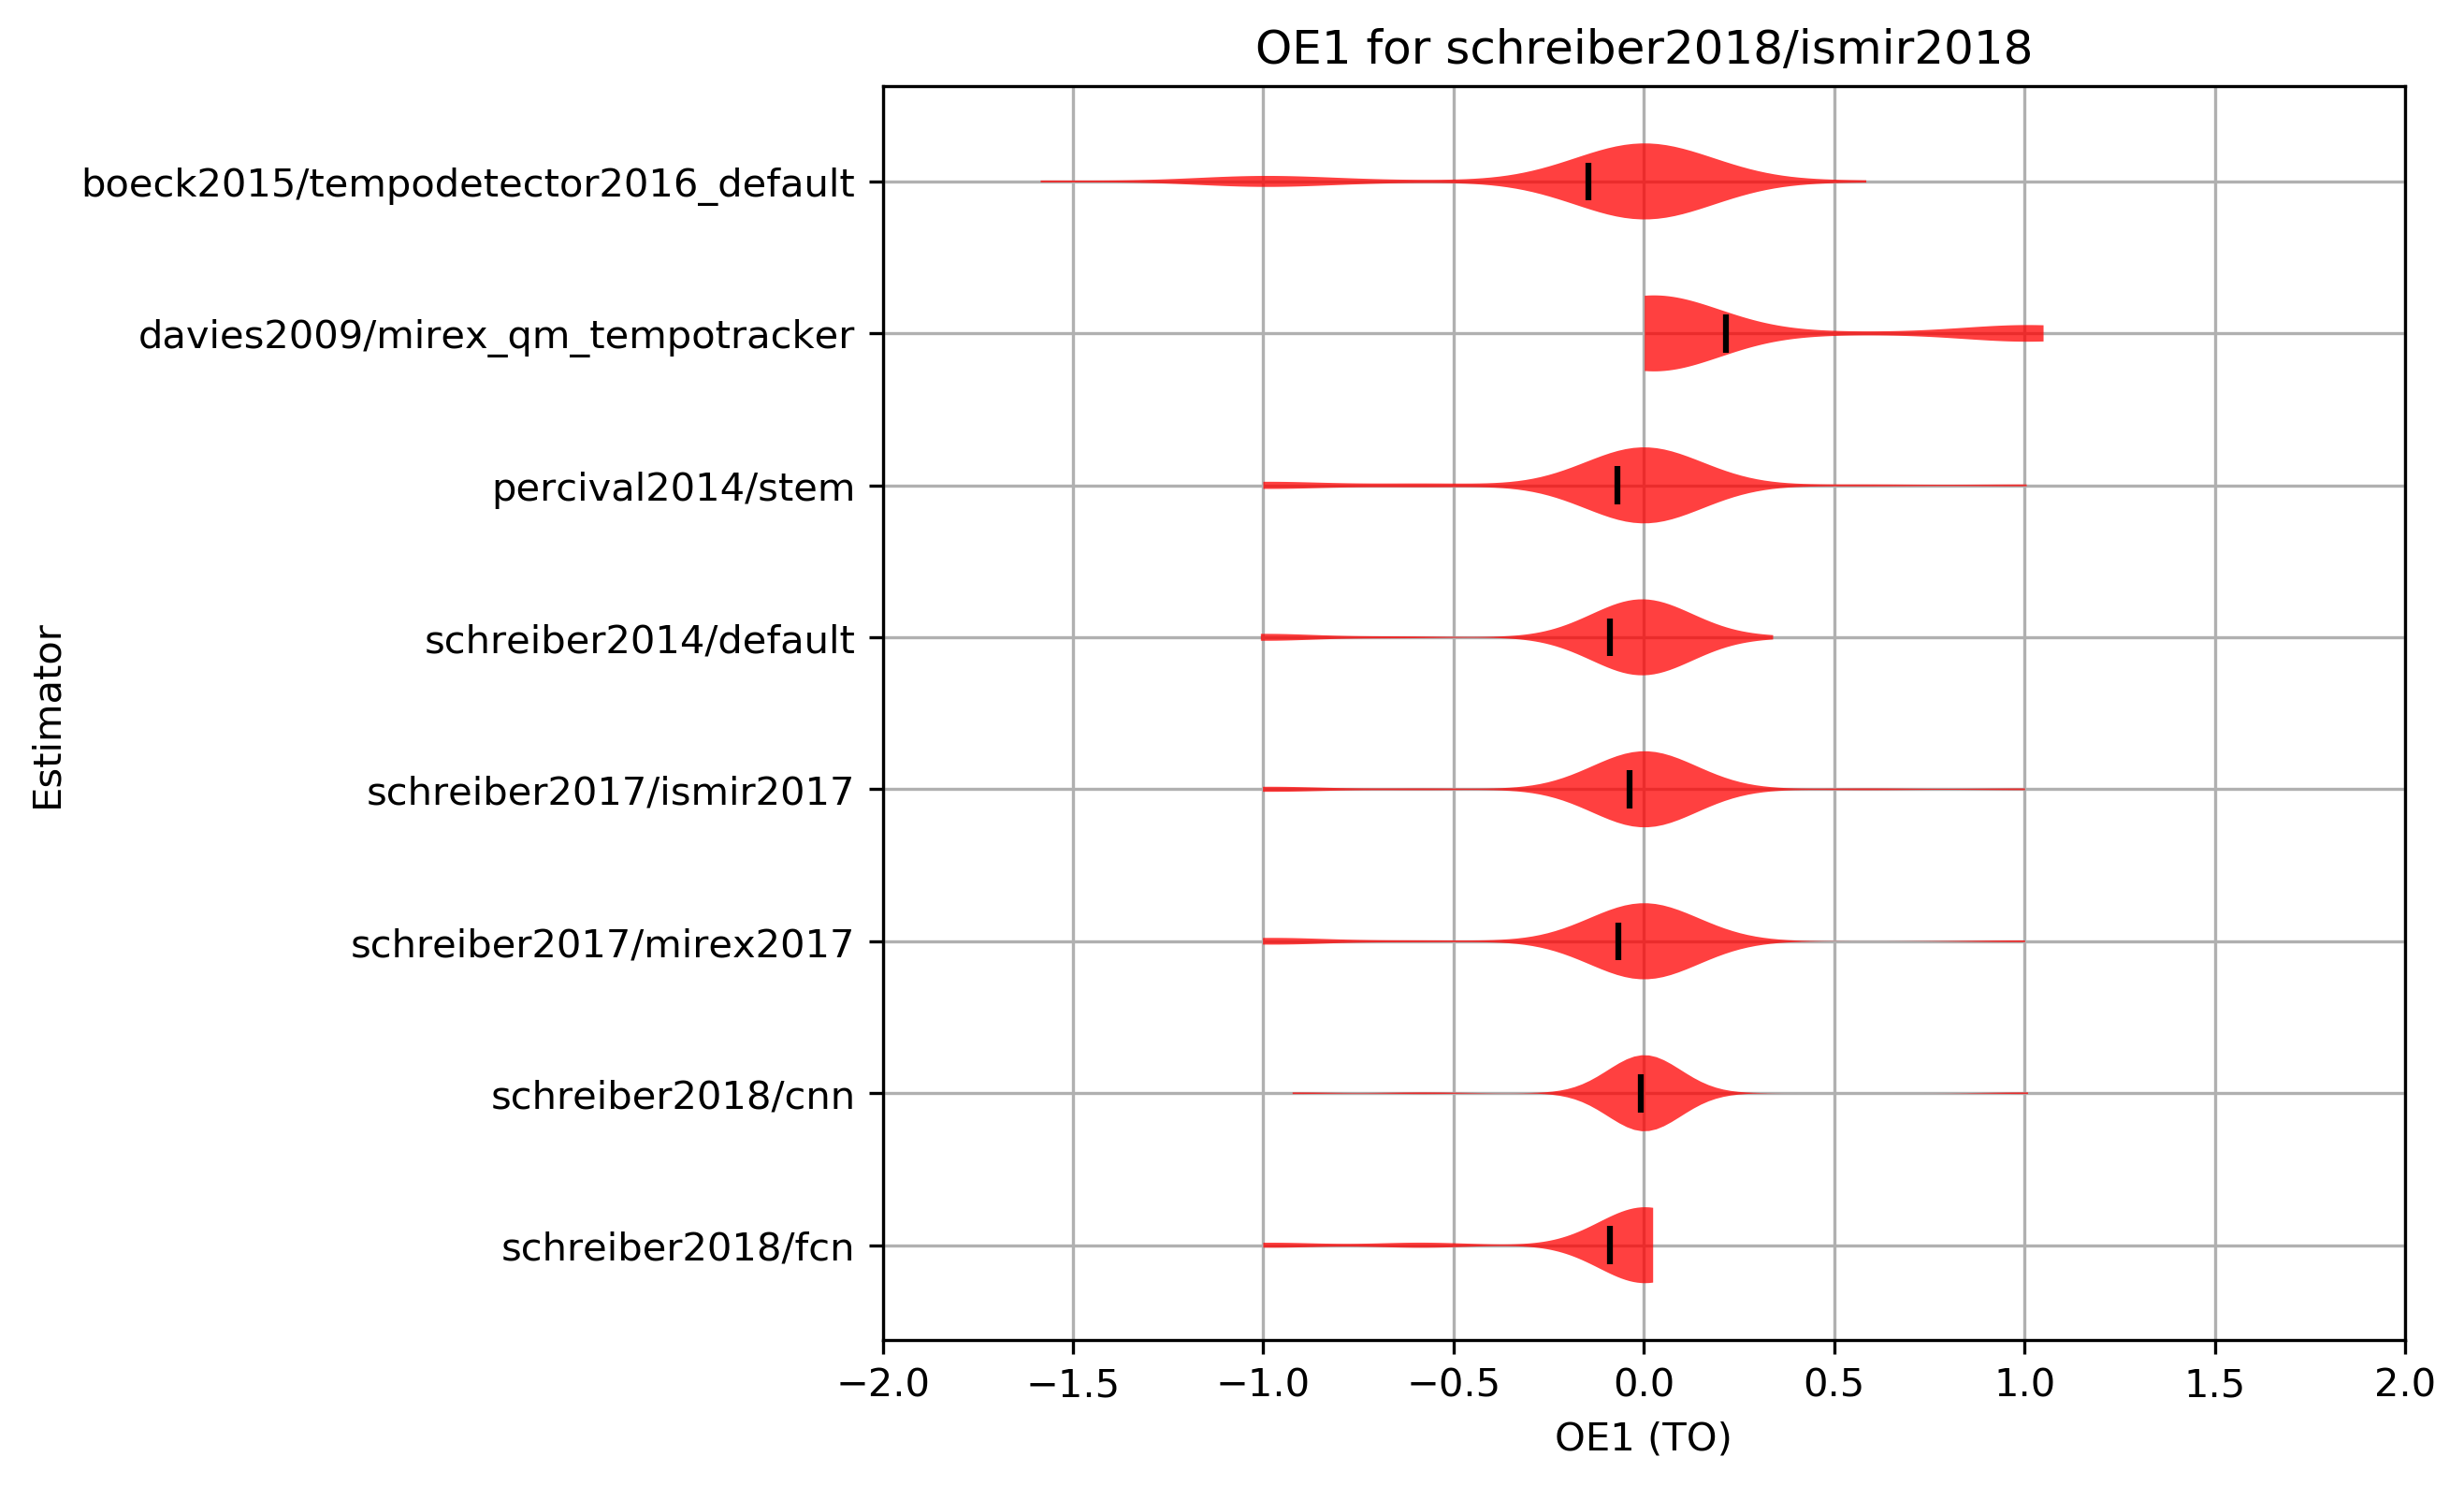 OE1 for schreiber2018/ismir2018
boeck2015/tempodetector2016_default
davies2009/mirex_qm_tempotracker
percival2014/stem
schreiber2014/default
schreiber2017/ismir2017
schreiber2017/mirex2017
schreiber2018/cnn
schreiber2018/fcn
Estimator
−2.0 −1.5 −1.0 −0.5 0.0 0.5 1.0 1.5 2.0
OE1 (TO)